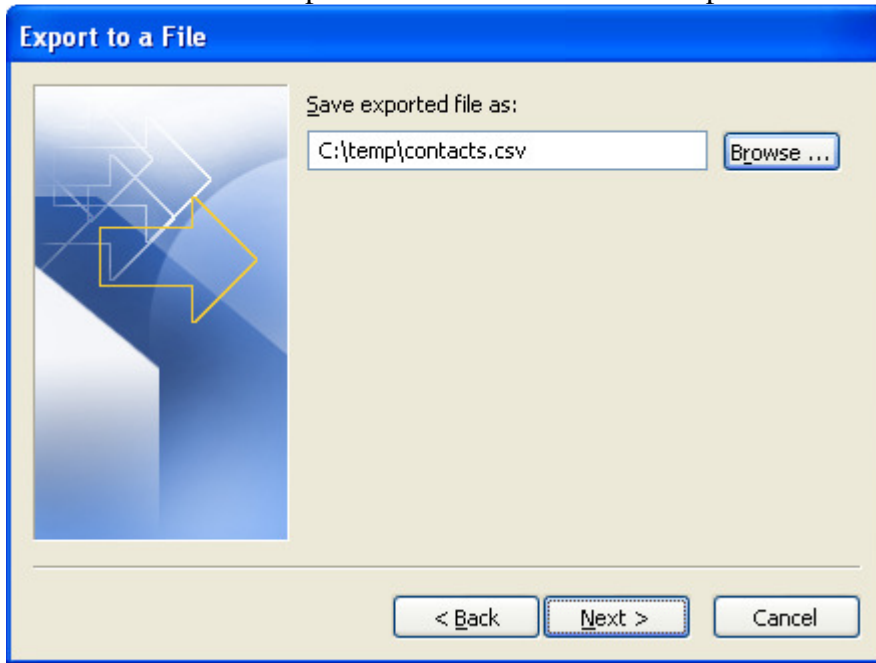 Export to a File
Save exported file as:
C:\temp\contacts.csv
Browse ...
< Back
Next >
Cancel